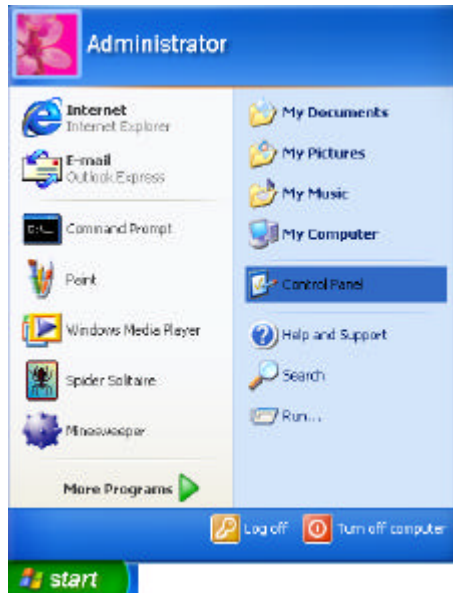 Administrator
Internet
Internet Explorer
E-mail
Outlook Express
Command Prompt
Paint
Windows Media Player
Spider Solitaire
Minesweeper
More Programs
My Documents
My Pictures
My Music
My Computer
Control Panel
Help and Support
Search
Run...
Log off
Turn off computer
start